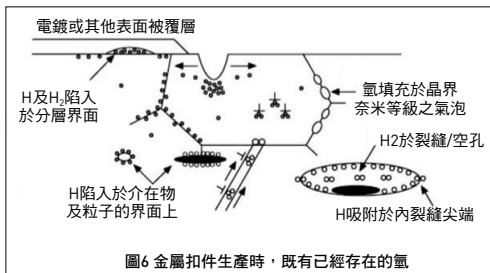 電鍍或其他表面被覆層
H及H₂陷入
於分層界面
氫填充於晶界
奈米等級之氣泡
H2於裂縫/空孔
H陷入於介在物
及粒子的界面上
H吸附於內裂縫尖端
圖6 金屬扣件生產時，既有已經存在的氫